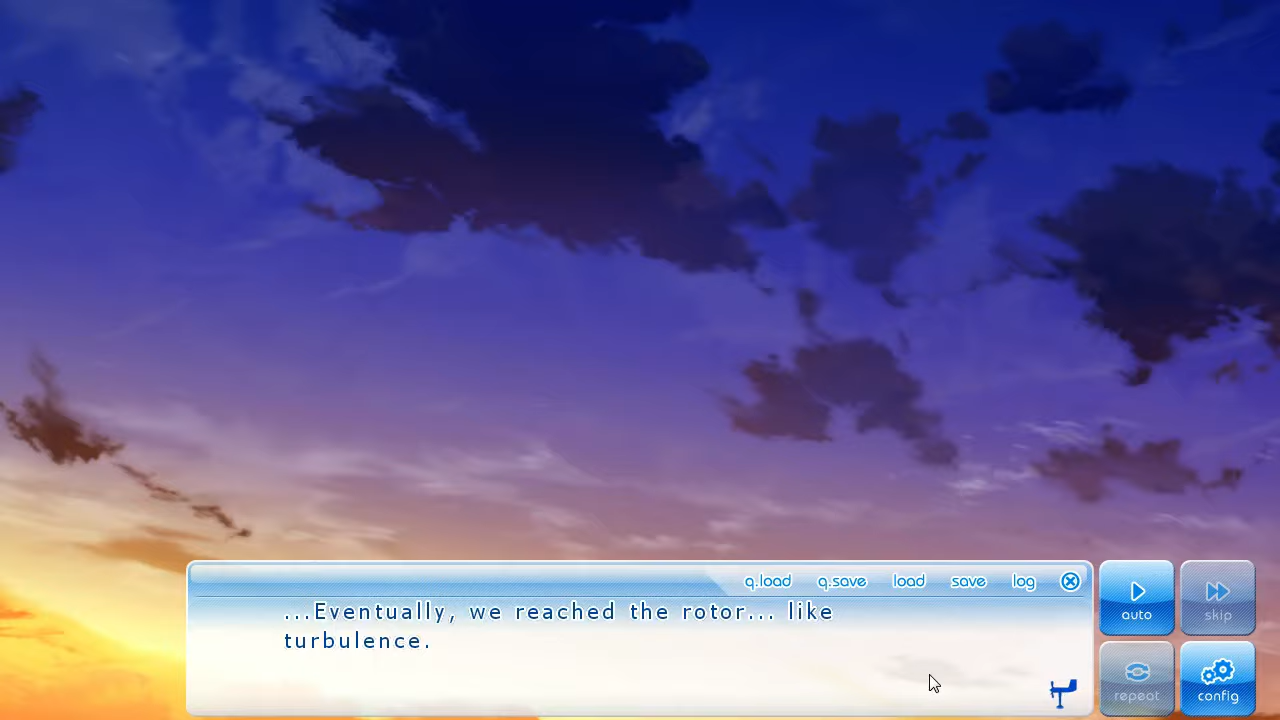 q.load q.save load save log
...Eventually, we reached the rotor... like
turbulence.
auto skip
repeat config